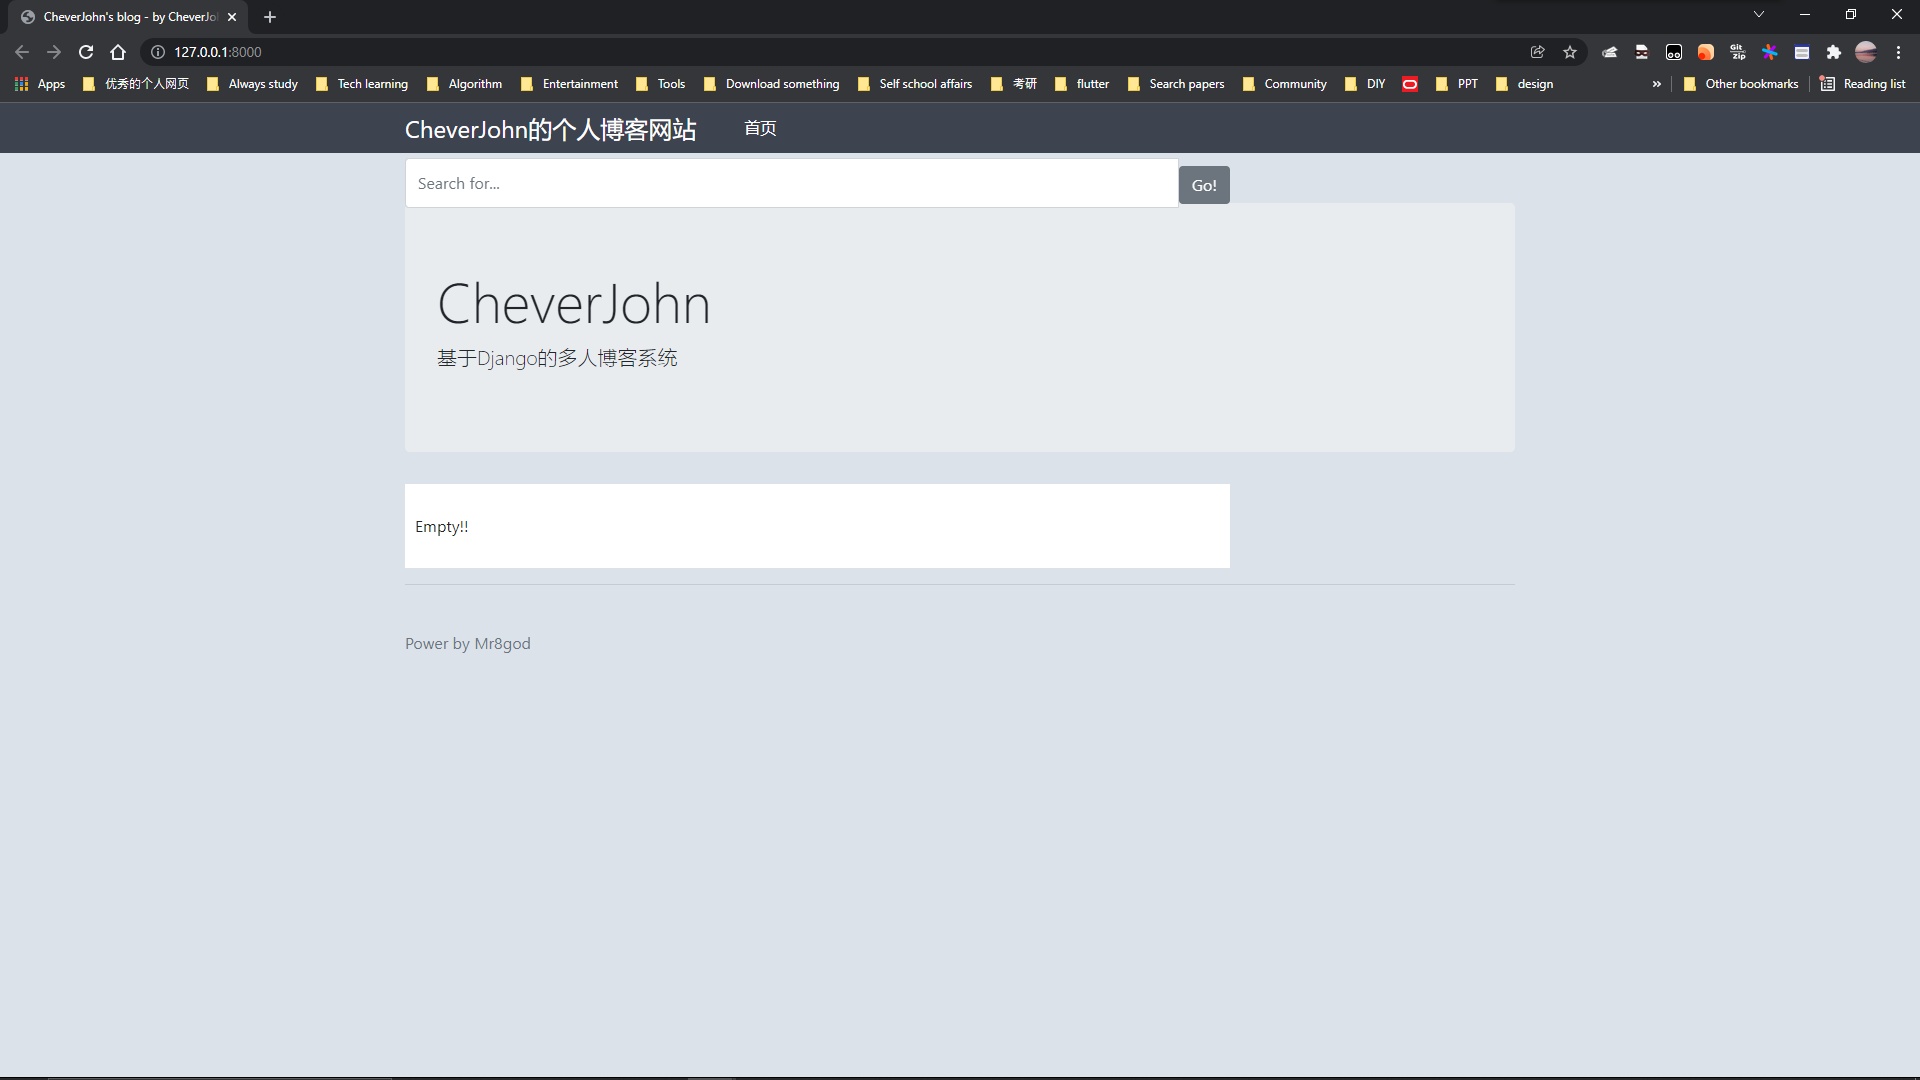 CheverJohn's blog - by CheverJo
127.0.0.1:8000
Git
Zip
Apps 优秀的个人网页 Always study Tech learning Algorithm Entertainment Tools Download something Self school affairs 考研 flutter Search papers Community DIY PPT design » Other bookmarks Reading list
CheverJohn的个人博客网站 首页
Search for... Go!
CheverJohn
基于Django的多人博客系统
Empty!!
Power by Mr8god